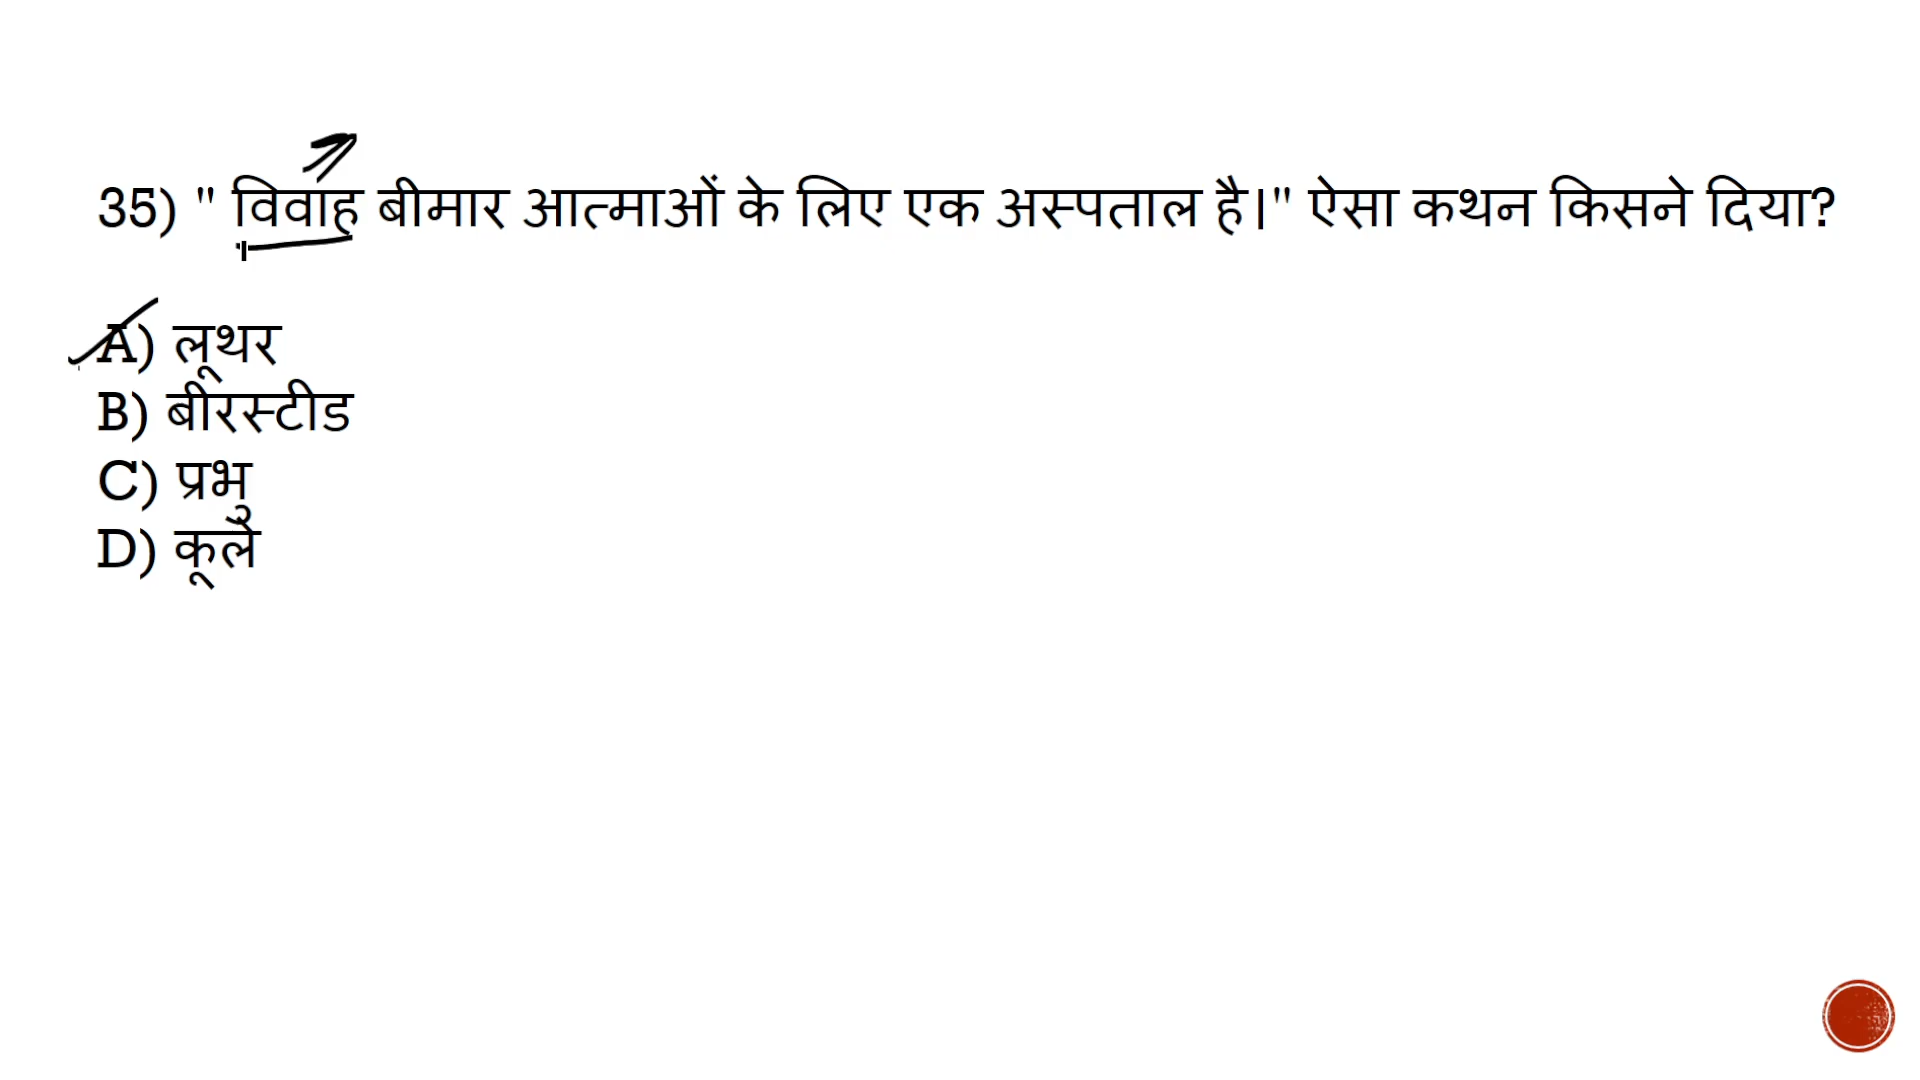 35) " विवाह बीमार आत्माओं के लिए एक अस्पताल है।" ऐसा कथन किसने दिया?
A) लूथर
B) बीरस्टीड
C) प्रभु
D) कूले